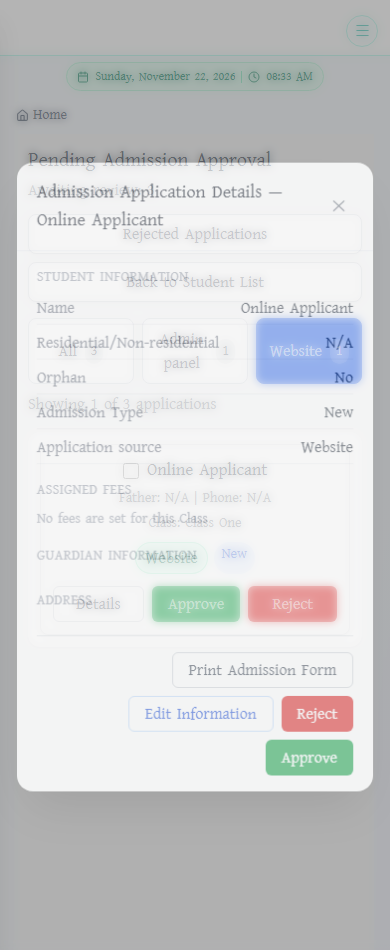 Sunday, November 22, 2026 | 08:33 AM
Home
Pending Admission Approval
Admission Application Details —
Online Applicant
Rejected Applications
STUDENT INFORMATION
Back to Student List
Name Online Applicant
Residential/Non-residential N/A
All 3
Admin panel 1
Website 1
Orphan No
Showing 1 of 3 applications
Admission Type New
Application source Website
Online Applicant
ASSIGNED FEES
Father: N/A | Phone: N/A
No fees are set for this Class
Class: Class One
GUARDIAN INFORMATION
Website New
ADDRESS
Details Approve Reject
Print Admission Form
Edit Information Reject
Approve